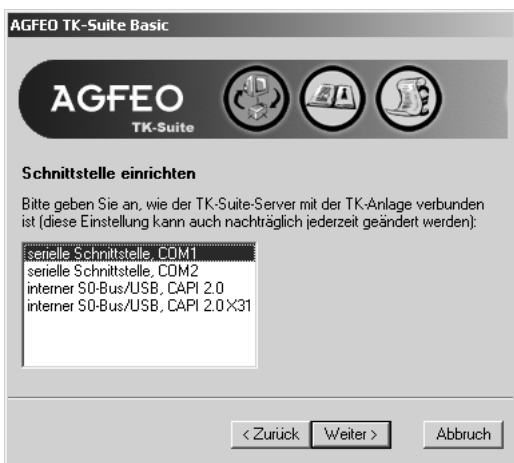 AGFEO TK-Suite Basic
AGFEO
TK-Suite
Schnittstelle einrichten
Bitte geben Sie an, wie der TK-Suite-Server mit der TK-Anlage verbunden
ist (diese Einstellung kann auch nachträglich jederzeit geändert werden):
serielle Schnittstelle, COM1
serielle Schnittstelle, COM2
interner S0-Bus/USB, CAPI 2.0
interner S0-Bus/USB, CAPI 2.0 X31
< Zurück Weiter > Abbruch